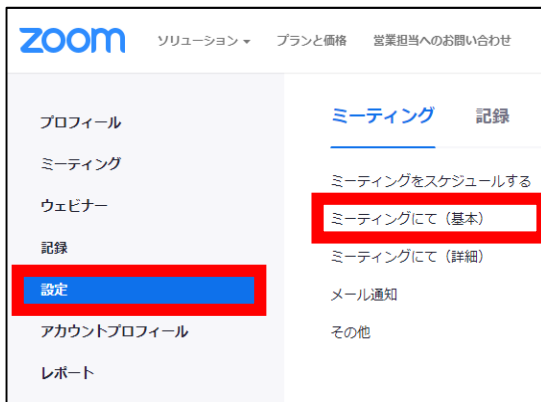 zoom ソリューション プランと価格 営業担当へのお問い合わせ
プロフィール
ミーティング
ウェビナー
記録
設定
アカウントプロフィール
レポート
ミーティング 記録
ミーティングをスケジュールする
ミーティングにて（基本）
ミーティングにて（詳細）
メール通知
その他